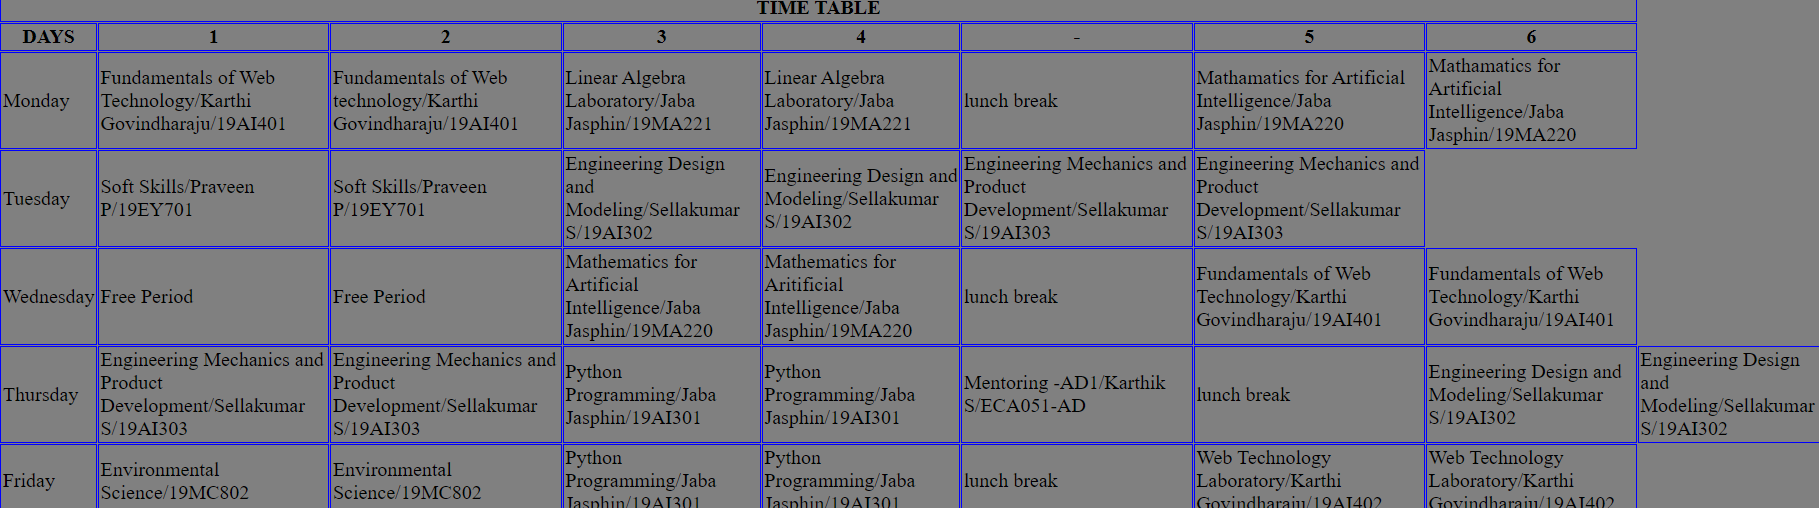 TIME TABLE
DAYS 1 2 3 4 - 5 6
Monday
Fundamentals of Web
Technology/Karthi
Govindharaju/19AI401
Fundamentals of Web
technology/Karthi
Govindharaju/19AI401
Linear Algebra
Laboratory/Jaba
Jasphin/19MA221
Linear Algebra
Laboratory/Jaba
Jasphin/19MA221
lunch break
Mathamatics for Artificial
Intelligence/Jaba
Jasphin/19MA220
Mathamatics for
Artificial
Intelligence/Jaba
Jasphin/19MA220
Tuesday
Soft Skills/Praveen
P/19EY701
Soft Skills/Praveen
P/19EY701
Engineering Design
and
Modeling/Sellakumar
S/19AI302
Engineering Design and
Modeling/Sellakumar
S/19AI302
Engineering Mechanics and
Product
Development/Sellakumar
S/19AI303
Engineering Mechanics and
Product
Development/Sellakumar
S/19AI303
Wednesday
Free Period
Free Period
Mathematics for
Artificial
Intelligence/Jaba
Jasphin/19MA220
Mathematics for
Aritificial
Intelligence/Jaba
Jasphin/19MA220
lunch break
Fundamentals of Web
Technology/Karthi
Govindharaju/19AI401
Fundamentals of Web
Technology/Karthi
Govindharaju/19AI401
Thursday
Engineering Mechanics and
Product
Development/Sellakumar
S/19AI303
Engineering Mechanics and
Product
Development/Sellakumar
S/19AI303
Python
Programming/Jaba
Jasphin/19AI301
Python
Programming/Jaba
Jasphin/19AI301
Mentoring -AD1/Karthik
S/ECA051-AD
lunch break
Engineering Design and
Modeling/Sellakumar
S/19AI302
Engineering Design
and
Modeling/Sellakumar
S/19AI302
Friday
Environmental
Science/19MC802
Environmental
Science/19MC802
Python
Programming/Jaba
Jasphin/19AI301
Python
Programming/Jaba
Jasphin/19AI301
lunch break
Web Technology
Laboratory/Karthi
Govindharaju/19AI402
Web Technology
Laboratory/Karthi
Govindharaju/19AI402